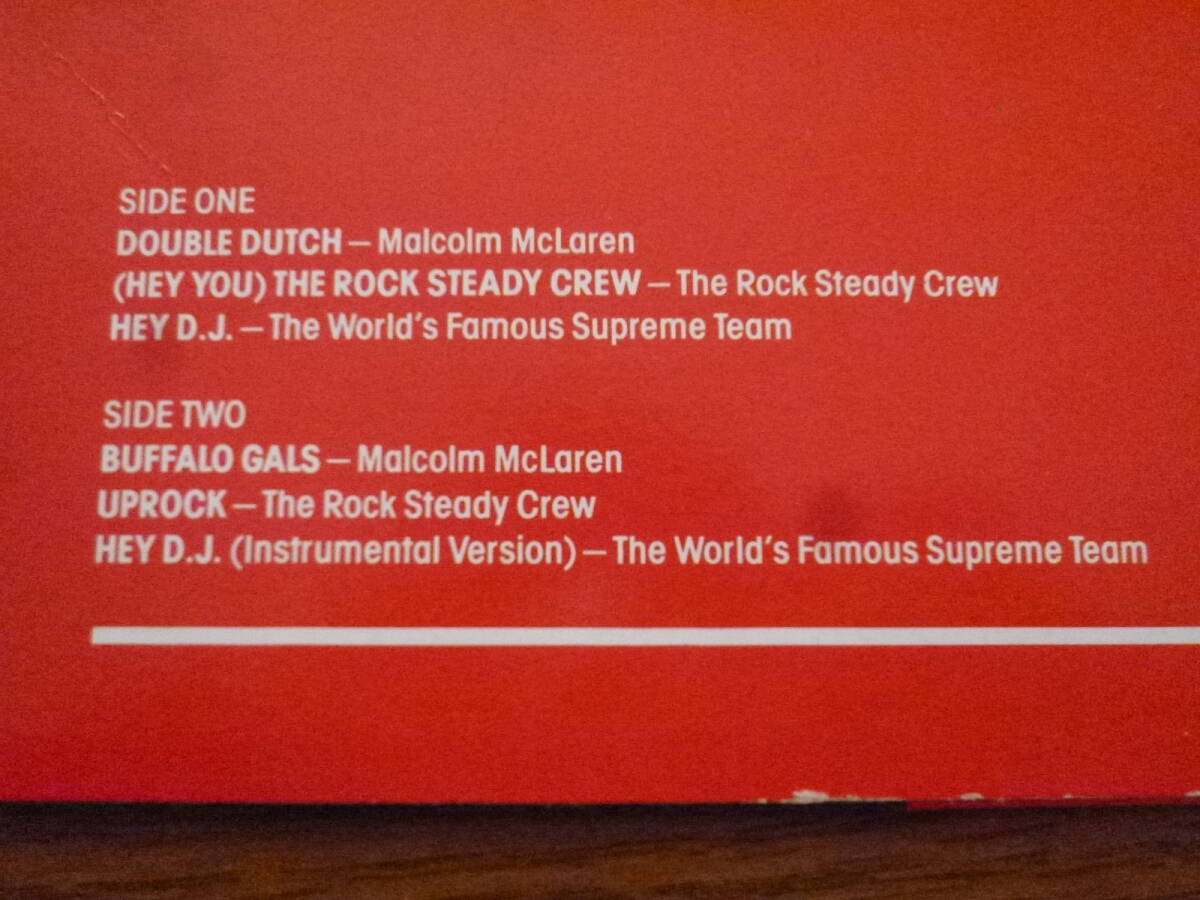 SIDE ONE
DOUBLE DUTCH — Malcolm McLaren
(HEY YOU) THE ROCK STEADY CREW — The Rock Steady Crew
HEY D.J. — The World's Famous Supreme Team
SIDE TWO
BUFFALO GALS — Malcolm McLaren
UPROCK — The Rock Steady Crew
HEY D.J. (Instrumental Version) — The World's Famous Supreme Team